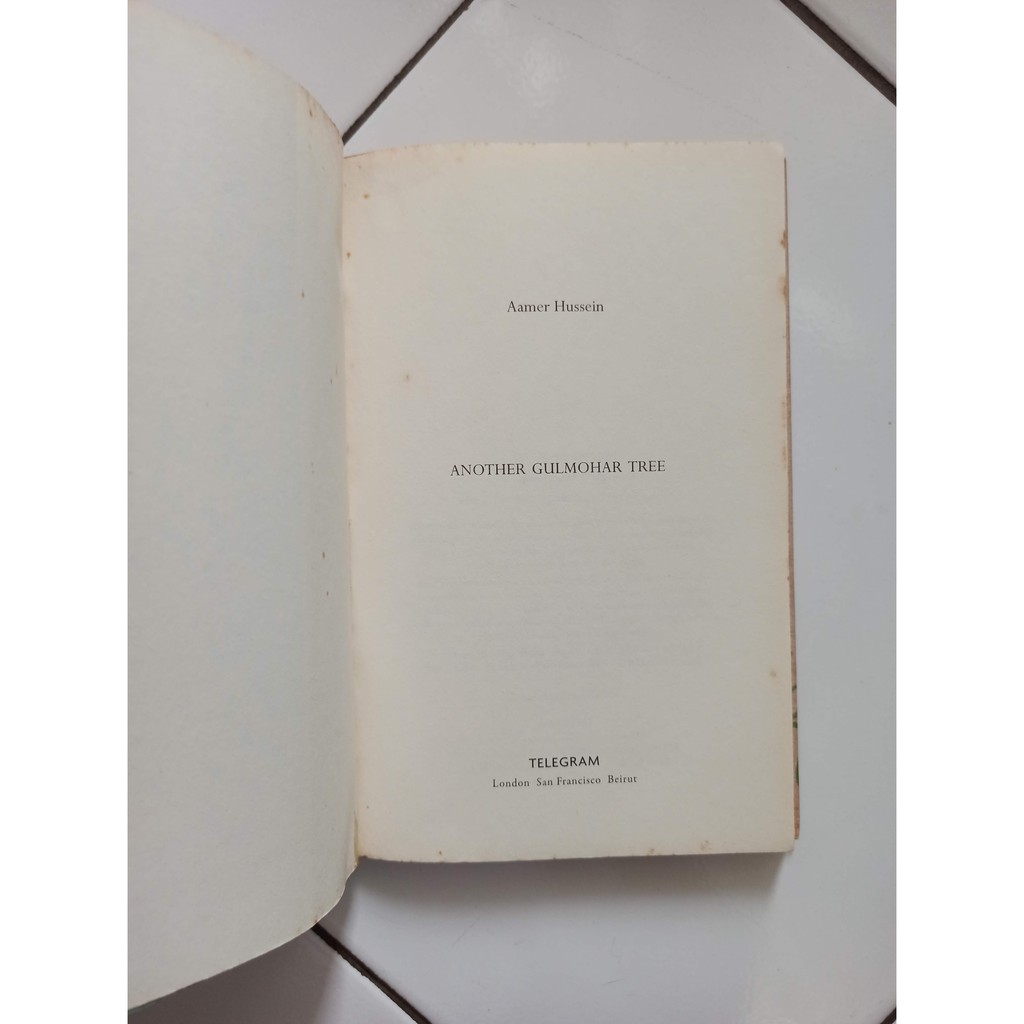 Aamer Hussein
ANOTHER GULMOHAR TREE
TELEGRAM
London San Francisco Beirut